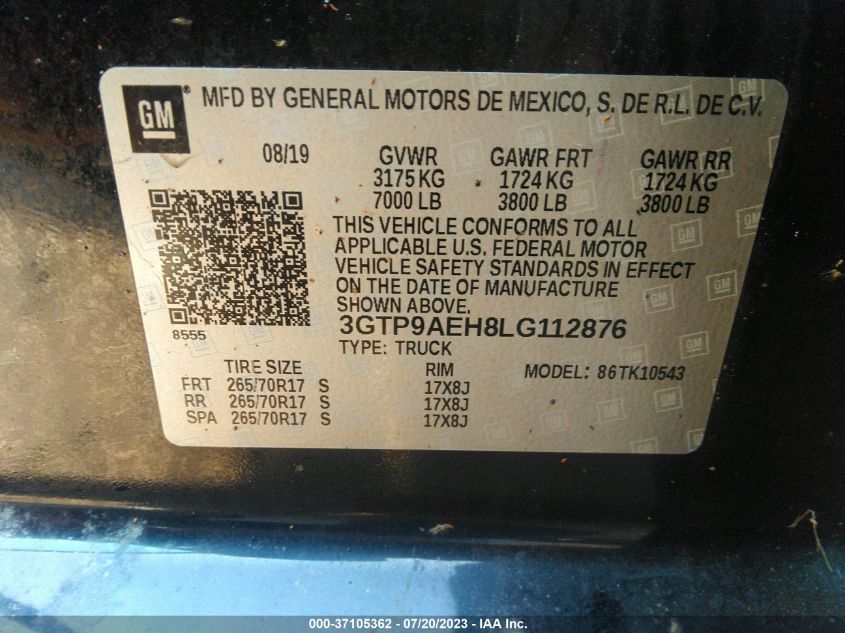 GM MFD BY GENERAL MOTORS DE MEXICO, S. DE R.L. DE C.V.
08/19 GVWR GAWR FRT GAWR RR
3175 KG 1724 KG 1724 KG
7000 LB 3800 LB 3800 LB
THIS VEHICLE CONFORMS TO ALL
APPLICABLE U.S. FEDERAL MOTOR
VEHICLE SAFETY STANDARDS IN EFFECT
ON THE DATE OF MANUFACTURE
SHOWN ABOVE.
8555 3GTP9AEH8LG112876
TYPE: TRUCK
TIRE SIZE RIM MODEL: 86TK10543
FRT 265/70R17 S 17X8J
RR 265/70R17 S 17X8J
SPA 265/70R17 S 17X8J
000-37105362 - 07/20/2023 - IAAI.COM